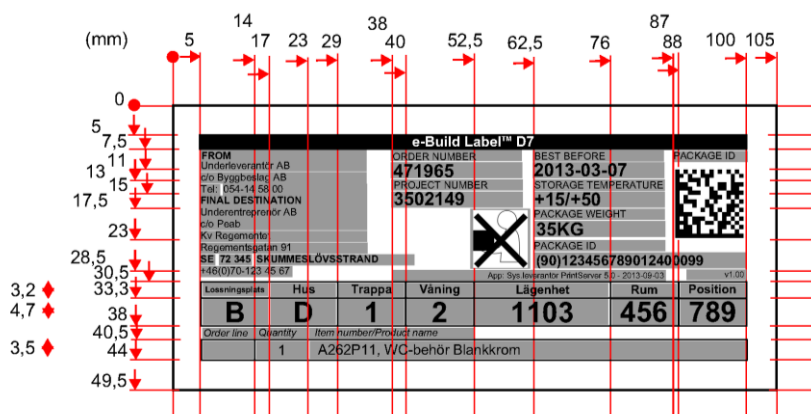 14 38 87
(mm) 17 23 29 40 52,5 62,5 76 88 100 105
5
0
5
7,5
11
13
15
17,5
23
28,5
30,5
3,2 33,3
4,7 38
40,5
3,5 44
49,5
e-Build Label™ D7
FROM
Underleverantör AB
c/o Byggbeslag AB
Tel: 054-14 58 00
FINAL DESTINATION
Underentreprenör AB
c/o Peab
Kv Regementet
Regementsgatan 91
SE 72 345 SKUMMESLÖVSSTRAND
+46(0)70-123 45 67
ORDER NUMBER
471965
PROJECT NUMBER
3502149
BEST BEFORE
2013-03-07
STORAGE TEMPERATURE
+15/+50
PACKAGE WEIGHT
35KG
PACKAGE ID
(90)123456789012400099
PACKAGE ID
App: Sys.leverantor PrintServer 5.0 - 2013-09-03 v1.00
Lossningsplats Hus Trappa Våning Lägenhet Rum Position
B D 1 2 1103 456 789
Order line Quantity Item number/Product name
1 A262P11, WC-behör Blankkrom